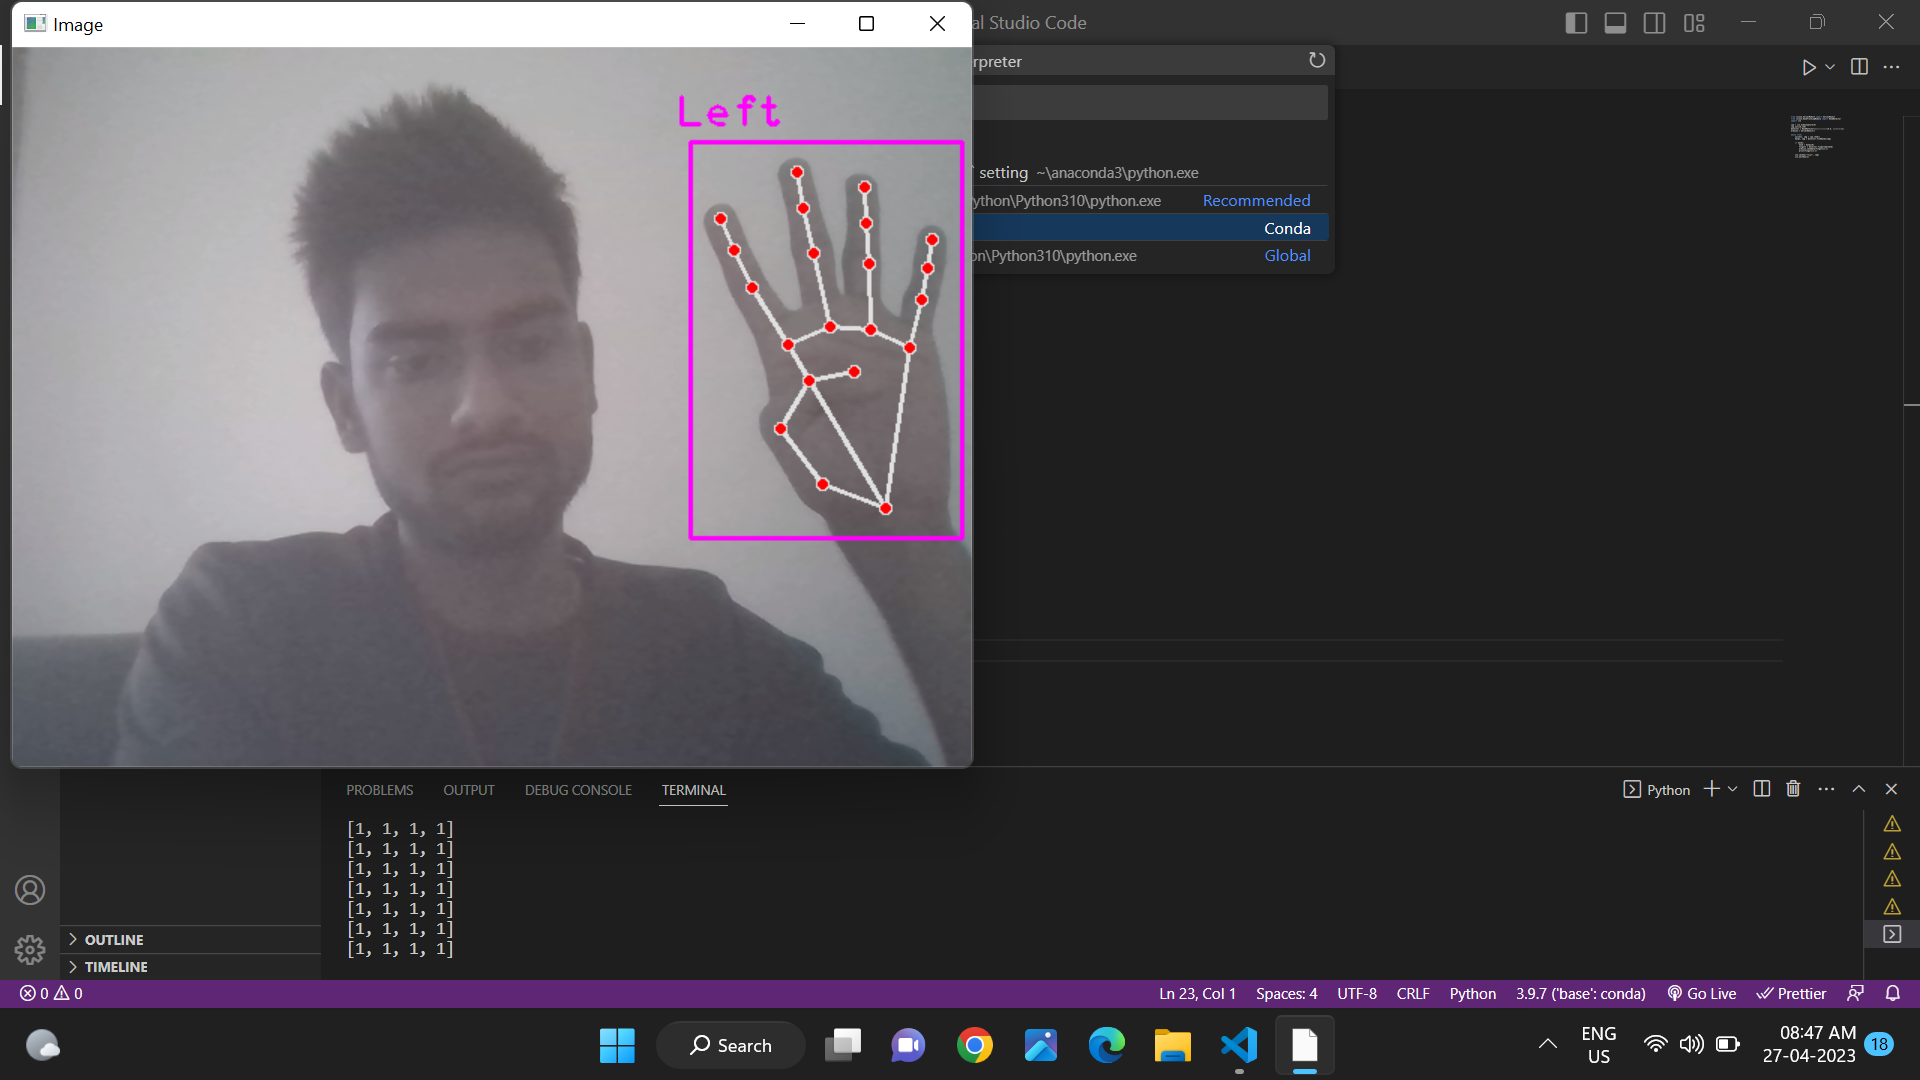 Image
al Studio Code
rpreter
setting ~\anaconda3\python.exe
ython\Python310\python.exe Recommended
Conda
on\Python310\python.exe Global
Left
PROBLEMS OUTPUT DEBUG CONSOLE TERMINAL
Python
[1, 1, 1, 1]
[1, 1, 1, 1]
[1, 1, 1, 1]
[1, 1, 1, 1]
[1, 1, 1, 1]
[1, 1, 1, 1]
[1, 1, 1, 1]
OUTLINE
TIMELINE
0 0 Ln 23, Col 1 Spaces: 4 UTF-8 CRLF Python 3.9.7 ('base': conda) Go Live Prettier
Search
ENG
US
08:47 AM
27-04-2023
18